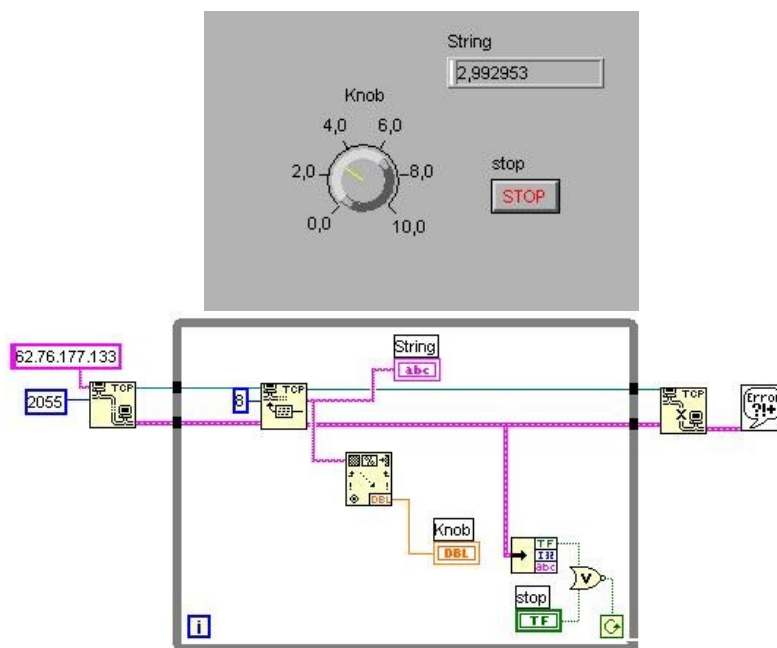 String
2,992953
Knob
4,0
6,0
2,0
8,0
0,0
10,0
stop
STOP
62.76.177.133
2055
TCP
8
TCP
String
abc
TCP
Error
?!+
DBL
Knob
DBL
TF
abc
stop
TF
V
i